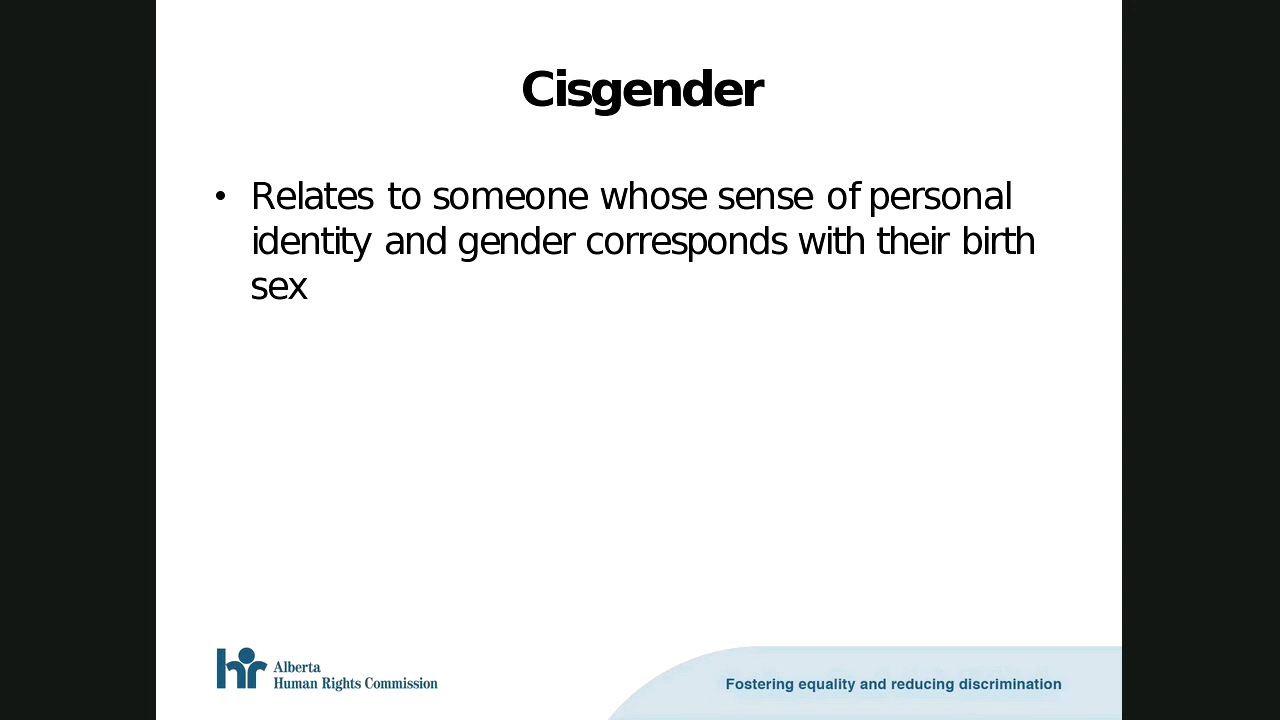 Cisgender
• Relates to someone whose sense of personal
identity and gender corresponds with their birth
sex
hr Alberta
Human Rights Commission
Fostering equality and reducing discrimination